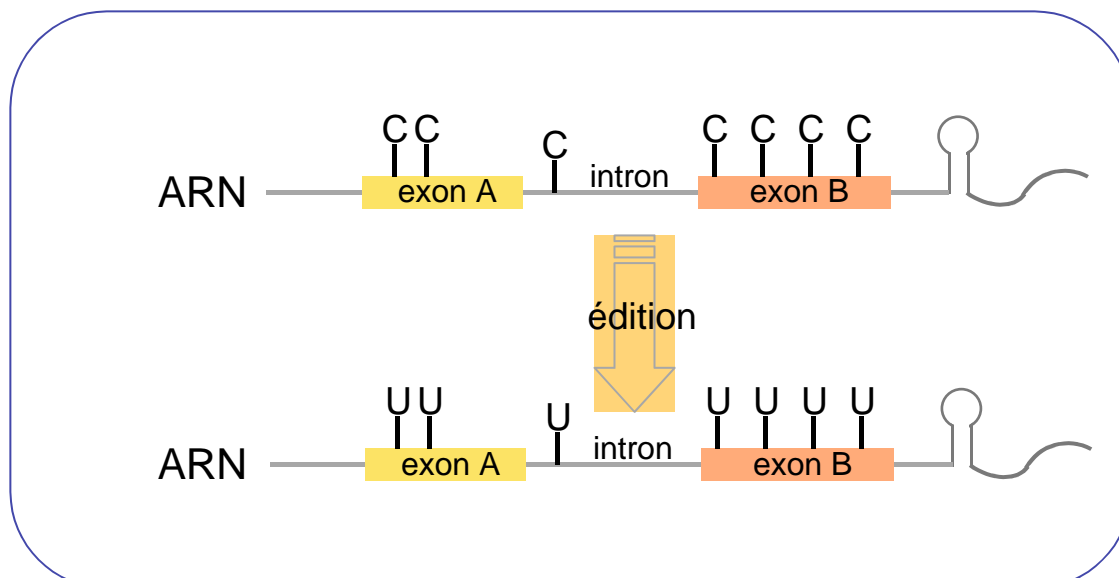 C C C C C C C
ARN exon A intron exon B
édition
U U U U U U U
ARN exon A intron exon B